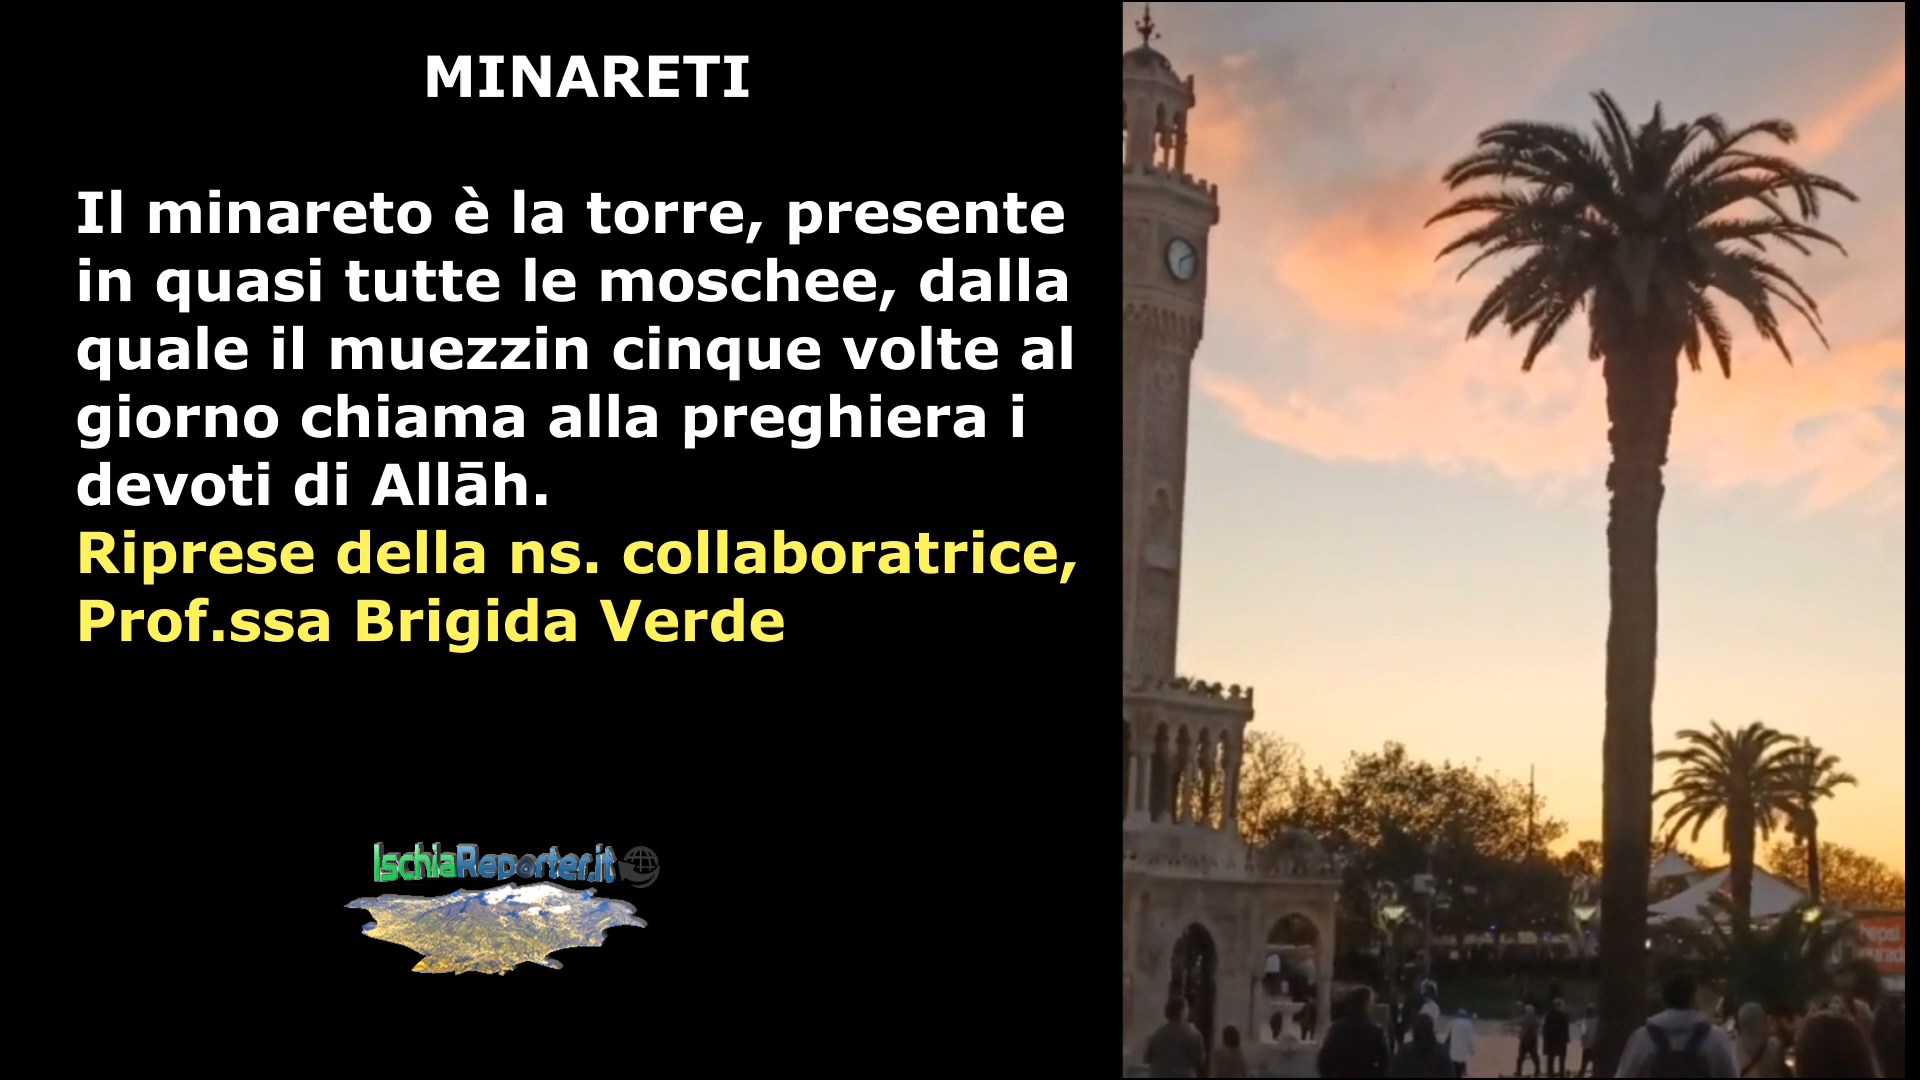 MINARETI
Il minareto è la torre, presente
in quasi tutte le moschee, dalla
quale il muezzin cinque volte al
giorno chiama alla preghiera i
devoti di Allāh.
Riprese della ns. collaboratrice,
Prof.ssa Brigida Verde
IschiaReporter.it